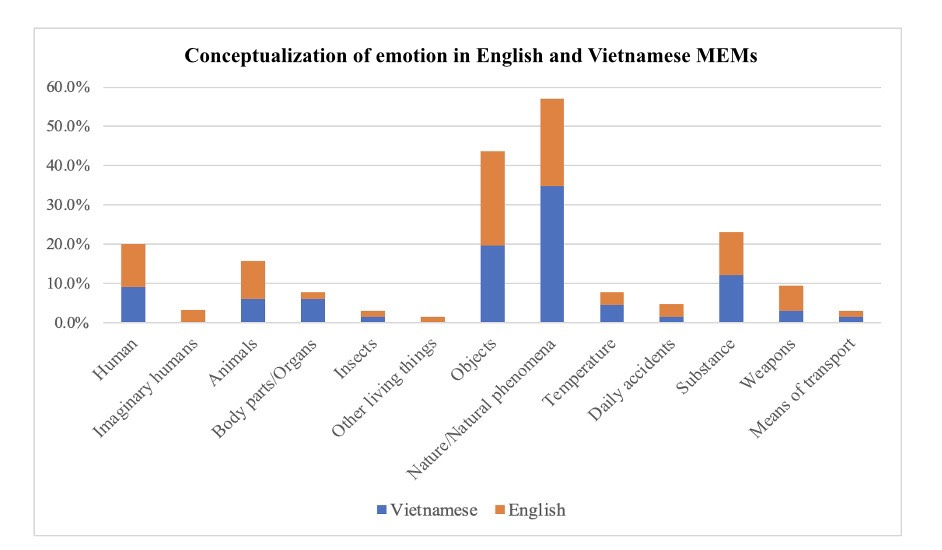 Conceptualization of emotion in English and Vietnamese MEMs
60.0%
50.0%
40.0%
30.0%
20.0%
10.0%
0.0%
Human
Imaginary humans
Animals
Body parts/Organs
Insects
Other living things
Objects
Nature/Natural phenomena
Temperature
Daily accidents
Substance
Weapons
Means of transport
Vietnamese English